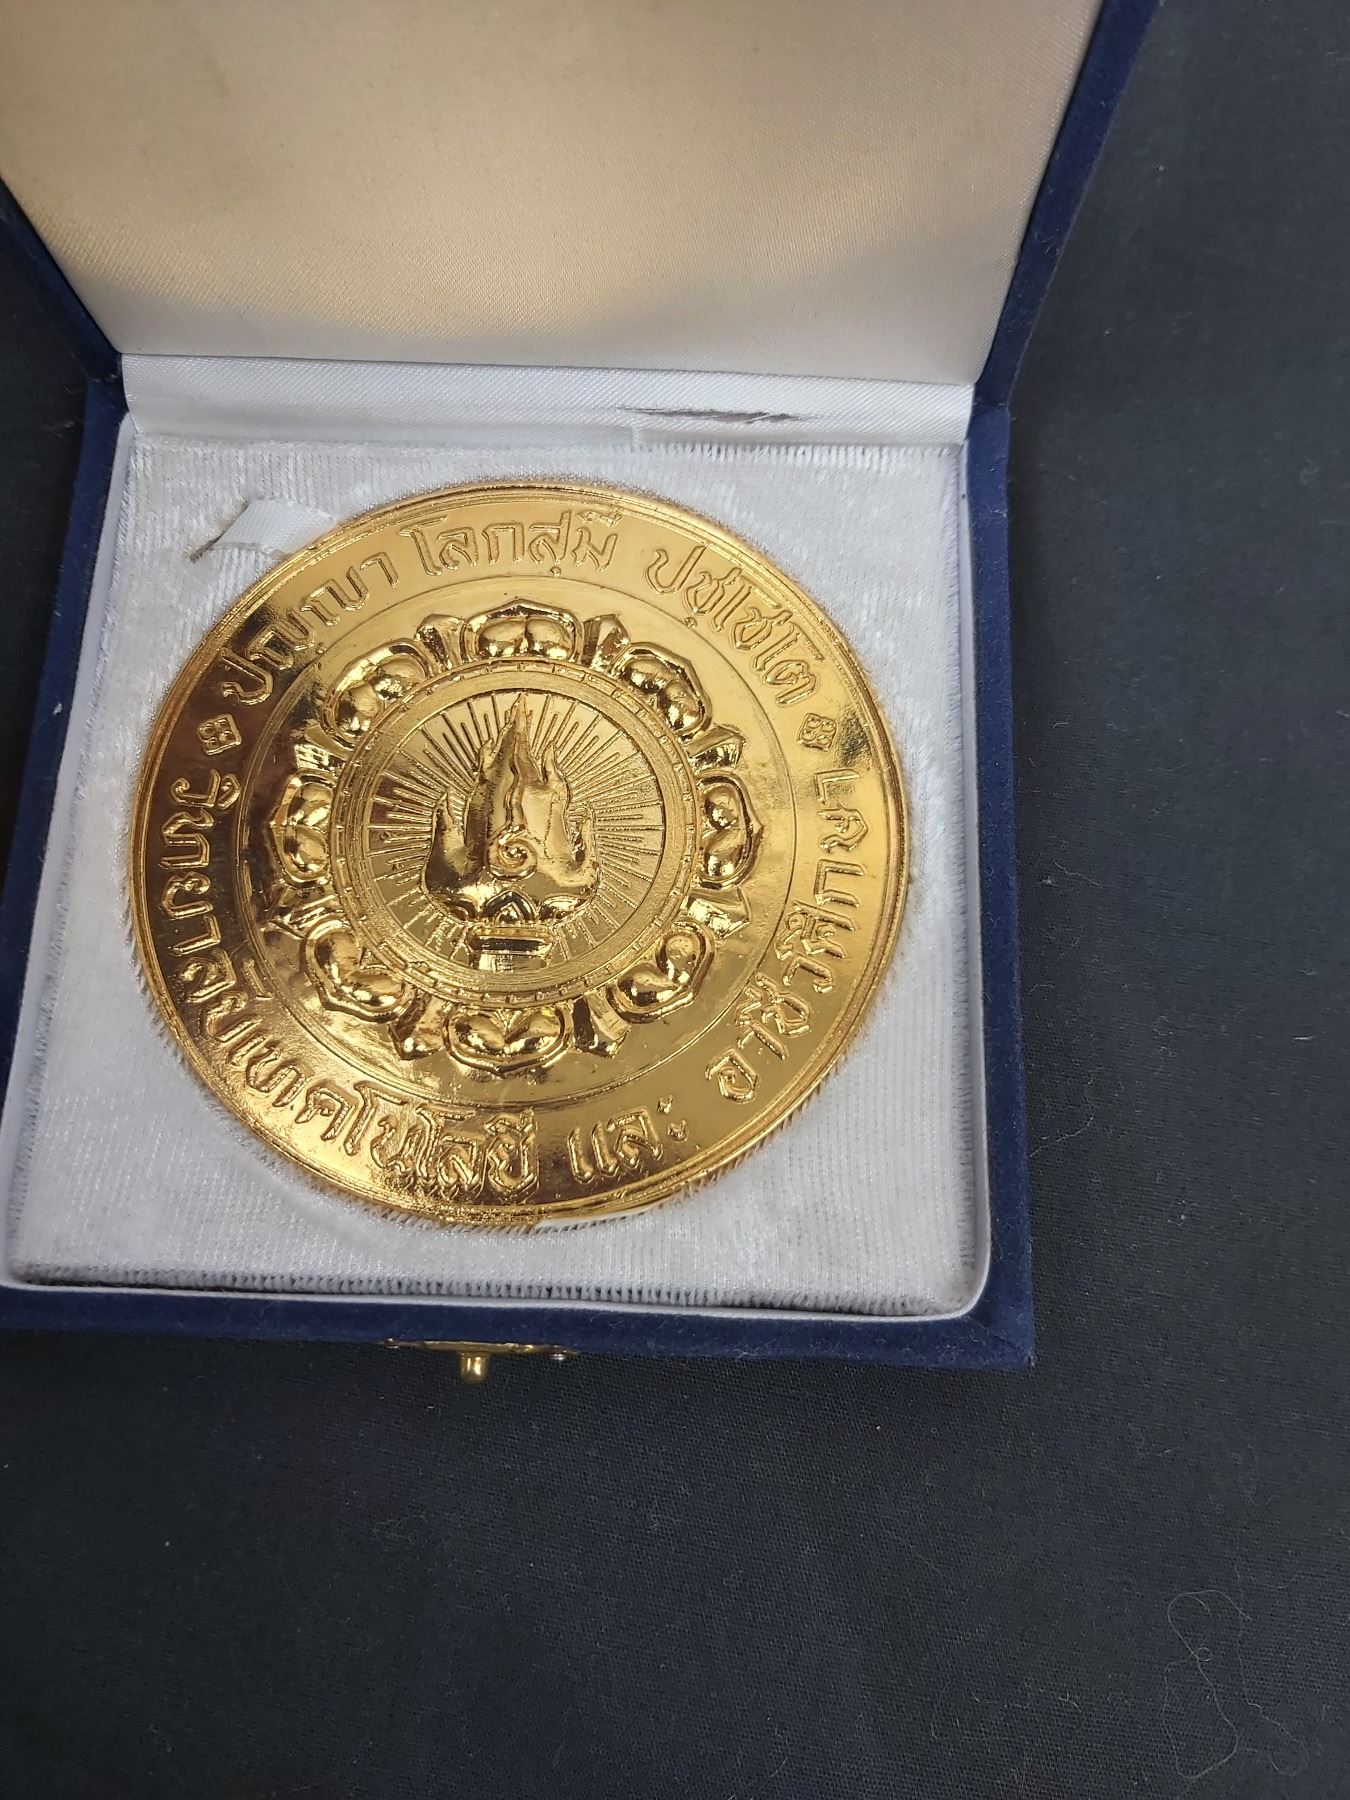 ปญฺญา โลกสฺมิ ปชฺโชโต
วิทยาลัยเทคโนโลยี และ อาชีวศึกษา